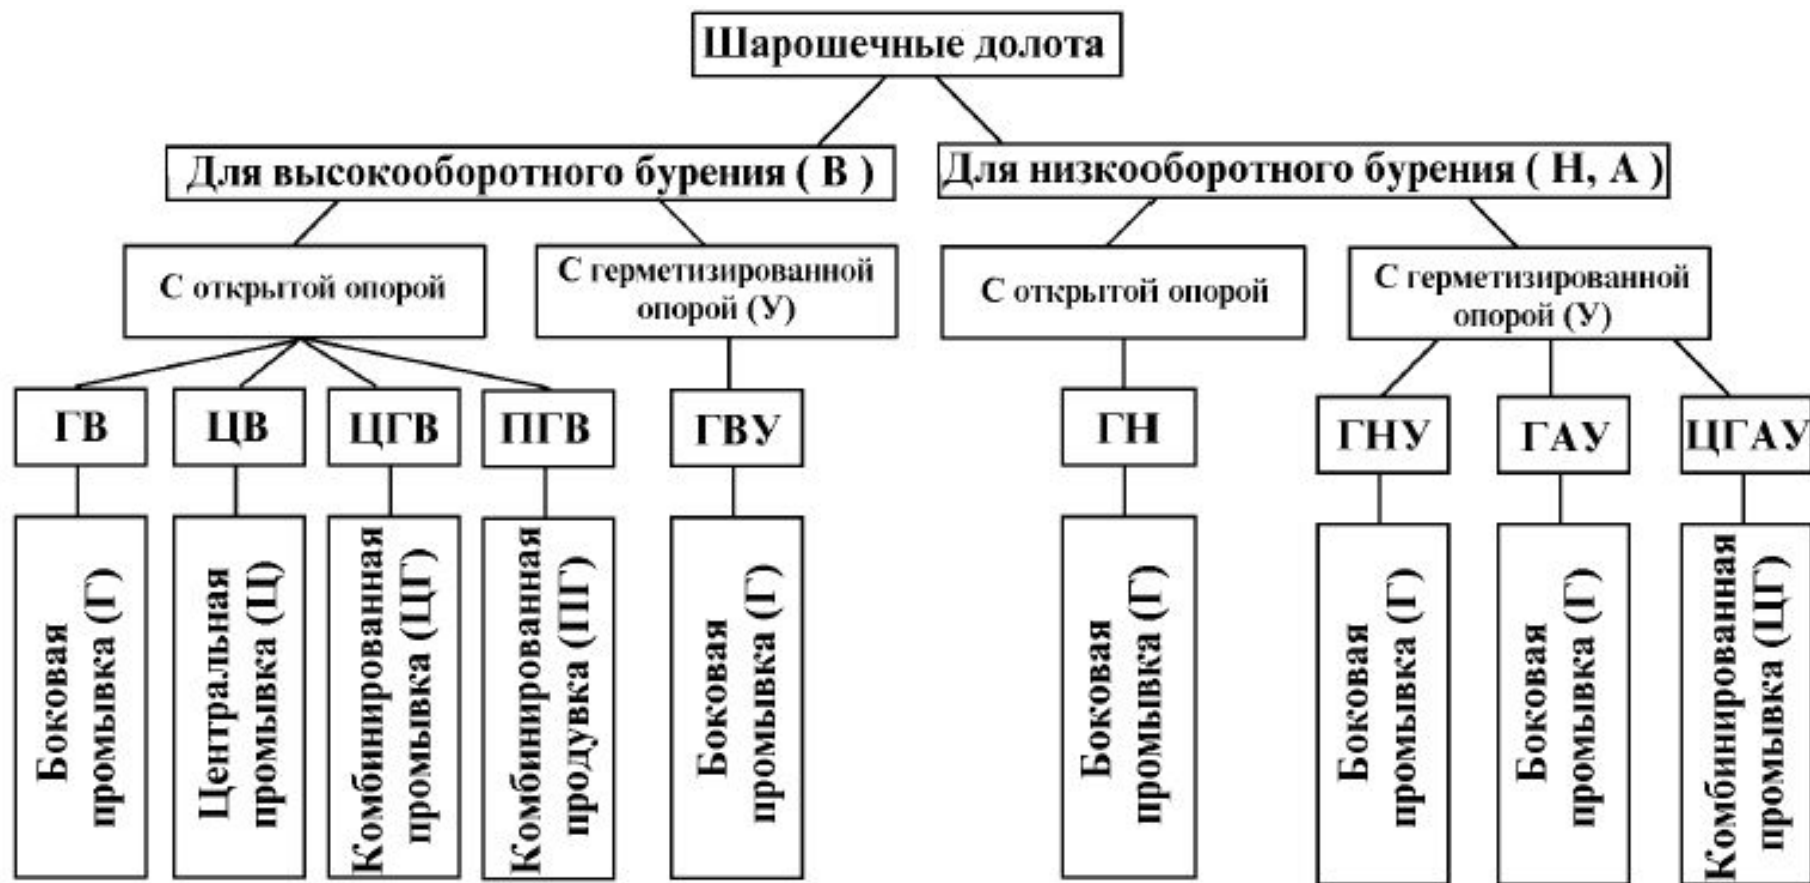 Шарошечные долота
Для высокооборотного бурения ( В )
Для низкооборотного бурения ( Н, А )
С открытой опорой
С герметизированной
опорой (У)
С открытой опорой
С герметизированной
опорой (У)
ГВ
ЦВ
ЦГВ
ПГВ
ГВУ
ГН
ГНУ
ГАУ
ЦГАУ
Боковая
промывка (Г)
Центральная
промывка (Ц)
Комбинированная
промывка (ЦГ)
Комбинированная
продувка (ПГ)
Боковая
промывка (Г)
Боковая
промывка (Г)
Боковая
промывка (Г)
Боковая
промывка (Г)
Комбинированная
промывка (ЦГ)